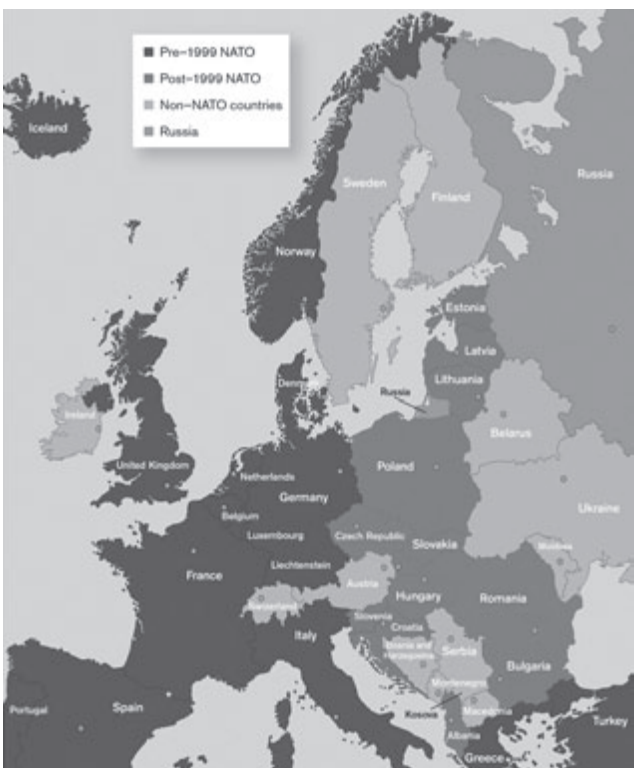 Pre–1999 NATO
Post–1999 NATO
Non–NATO countries
Russia
Iceland
Russia
Sweden
Finland
Norway
Estonia
Latvia
Denmark
Lithuania
Russia
Ireland
Belarus
United Kingdom
Poland
Netherlands
Germany
Ukraine
Belgium
Luxembourg
Czech Republic
Slovakia
Moldova
Liechtenstein
France
Austria
Hungary
Romania
Switzerland
Slovenia
Italy
Croatia
Bosnia and
Herzegovina
Serbia
Bulgaria
Montenegro
Spain
Portugal
Kosova
Macedonia
Turkey
Albania
Greece